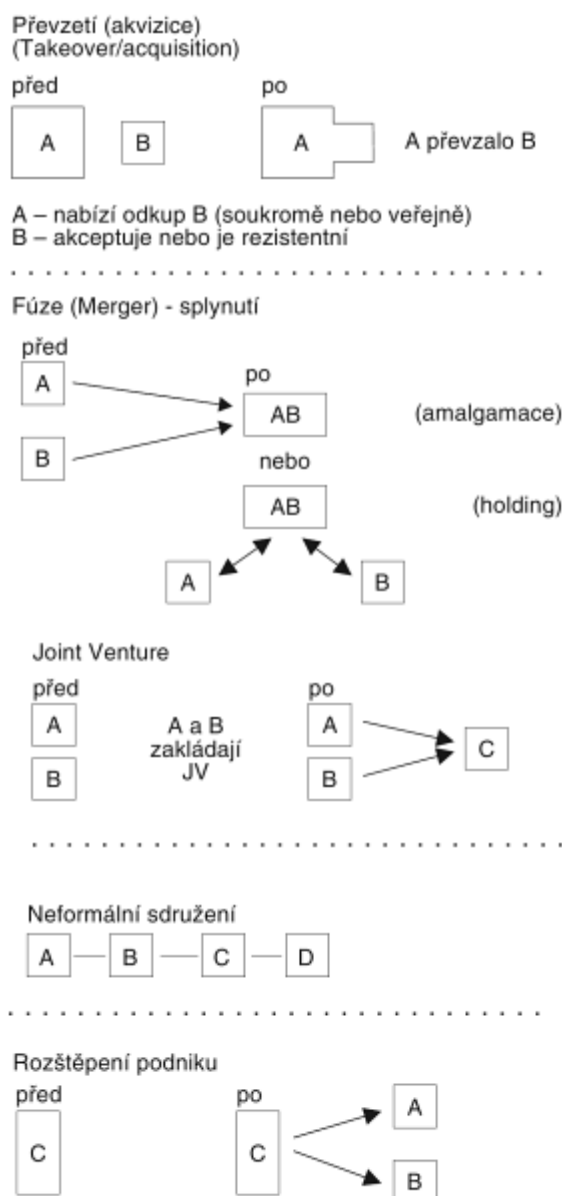 Převzetí (akvizice)
(Takeover/acquisition)
před
po
A
B
A
A převzalo B
A – nabízí odkup B (soukromě nebo veřejně)
B – akceptuje nebo je rezistentní
Fúze (Merger) - splynutí
před
A
po
AB
(amalgamace)
B
nebo
AB
(holding)
A
B
Joint Venture
před
po
A
A a B
zakládají
JV
A
C
B
B
Neformální sdružení
A
B
C
D
Rozštěpení podniku
před
po
A
C
C
B